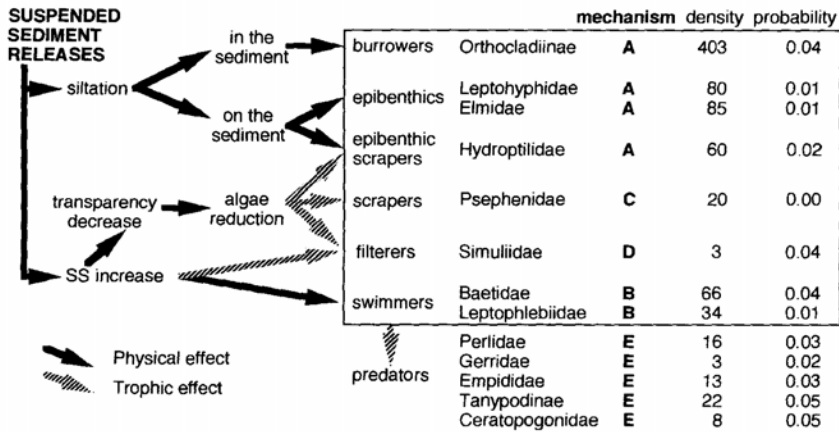 SUSPENDED
SEDIMENT
RELEASES
mechanism density probability
in the
sediment
burrowers Orthocladiinae A 403 0.04
siltation
on the
sediment
epibenthics Leptohyphidae A 80 0.01
Elmidae A 85 0.01
epibenthic
scrapers Hydroptilidae A 60 0.02
transparency
decrease
algae
reduction
scrapers Psephenidae C 20 0.00
filterers Simuliidae D 3 0.04
SS increase
swimmers Baetidae B 66 0.04
Leptophlebiidae B 34 0.01
predators Perlidae E 16 0.03
Gerridae E 3 0.02
Empididae E 13 0.03
Tanypodinae E 22 0.05
Ceratopogonidae E 8 0.05
Physical effect
Trophic effect